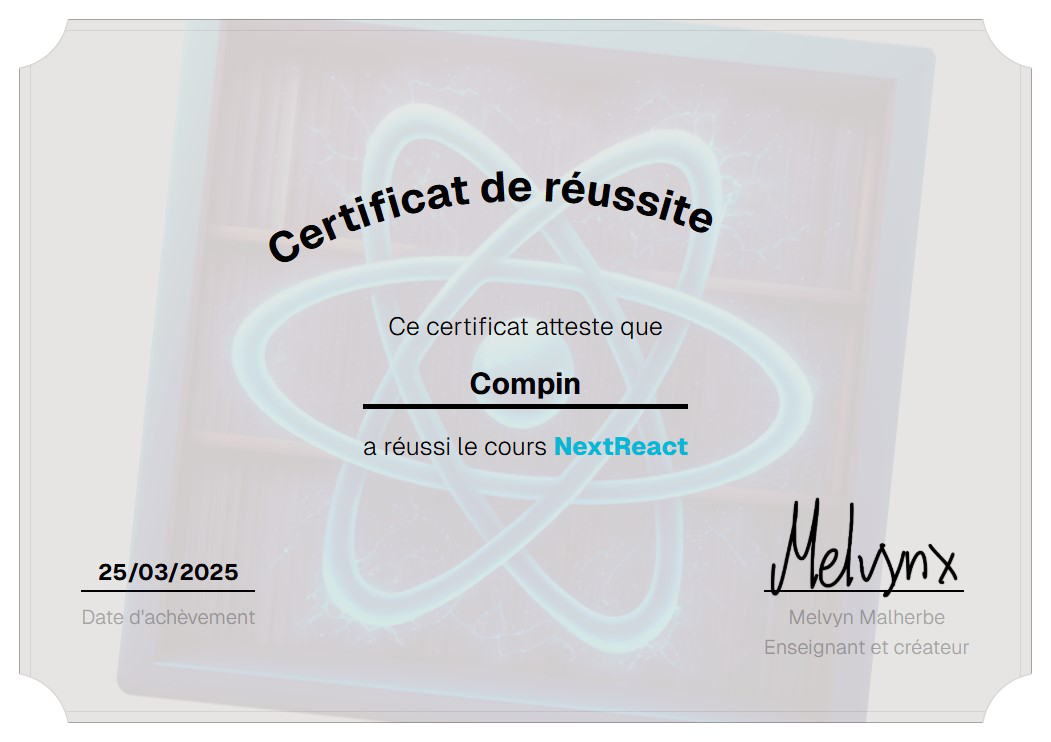 Certificat de réussite
Ce certificat atteste que
Compin
a réussi le cours NextReact
25/03/2025
Date d'achèvement
Melvynx
Melvyn Malherbe
Enseignant et créateur